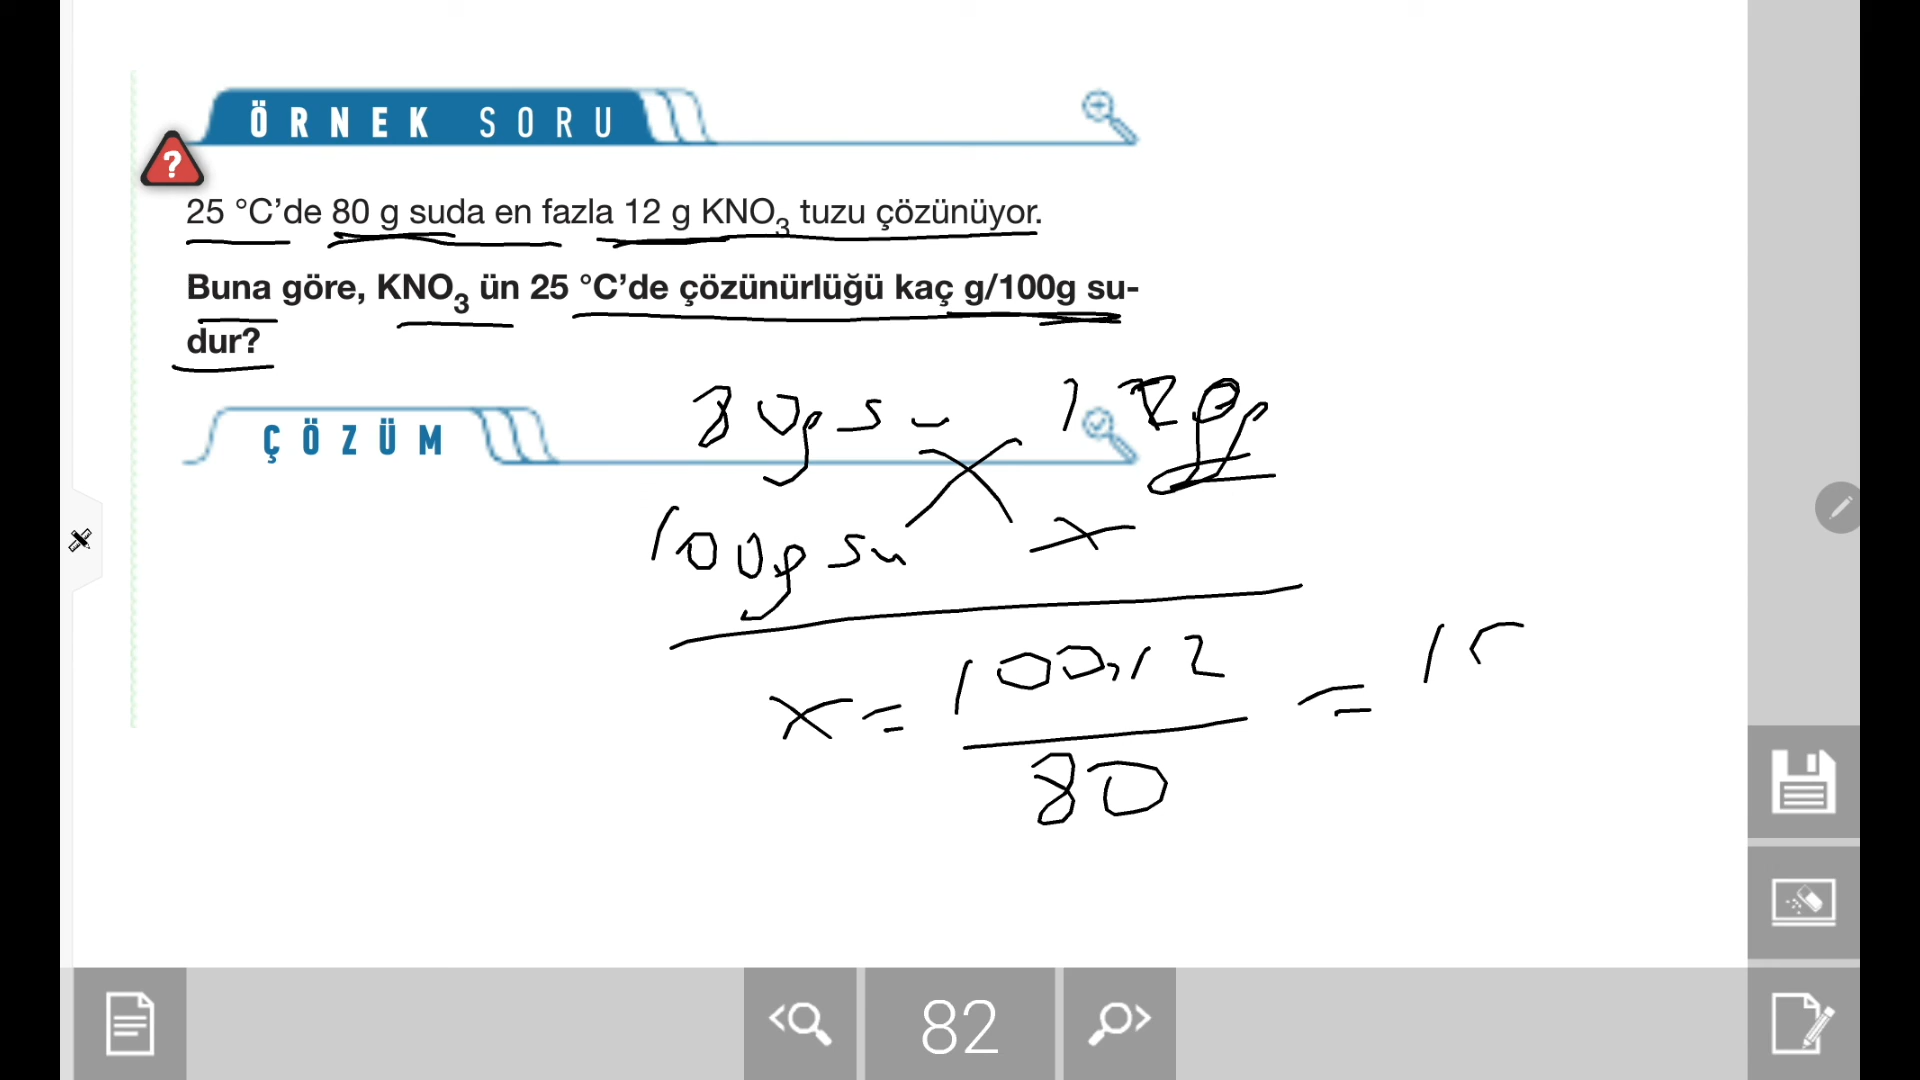 ÖRNEK SORU
?
25 °C’de 80 g suda en fazla 12 g KNO₃ tuzu çözünüyor.
Buna göre, KNO₃ ün 25 °C’de çözünürlüğü kaç g/100g su-
dur?
ÇÖZÜM
80g su 12g
100g su x
x = 100.12 = 15
80
82